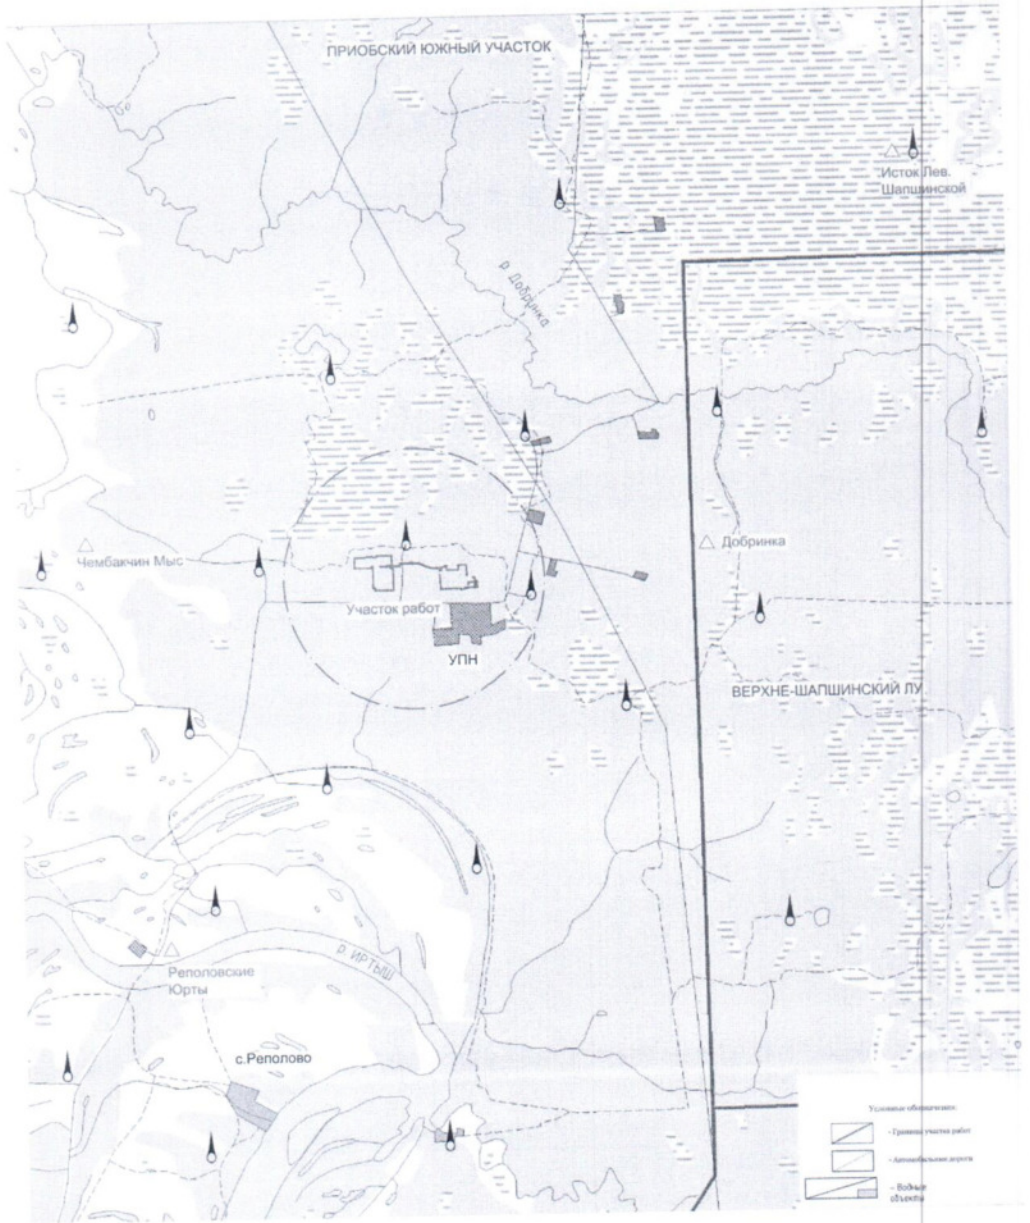 ПРИОБСКИЙ ЮЖНЫЙ УЧАСТОК
Исток Лев.
Шапшинской
р. Добринка
Добринка
Чембакчин Мыс
Участок работ
УПН
ВЕРХНЕ-ШАПШИНСКИЙ ЛУ
р. ИРТЫШ
Реполовские
Юрты
с.Реполово
Условные обозначения:
- Граница участка работ
- Автомобильные дороги
- Водные
объекты